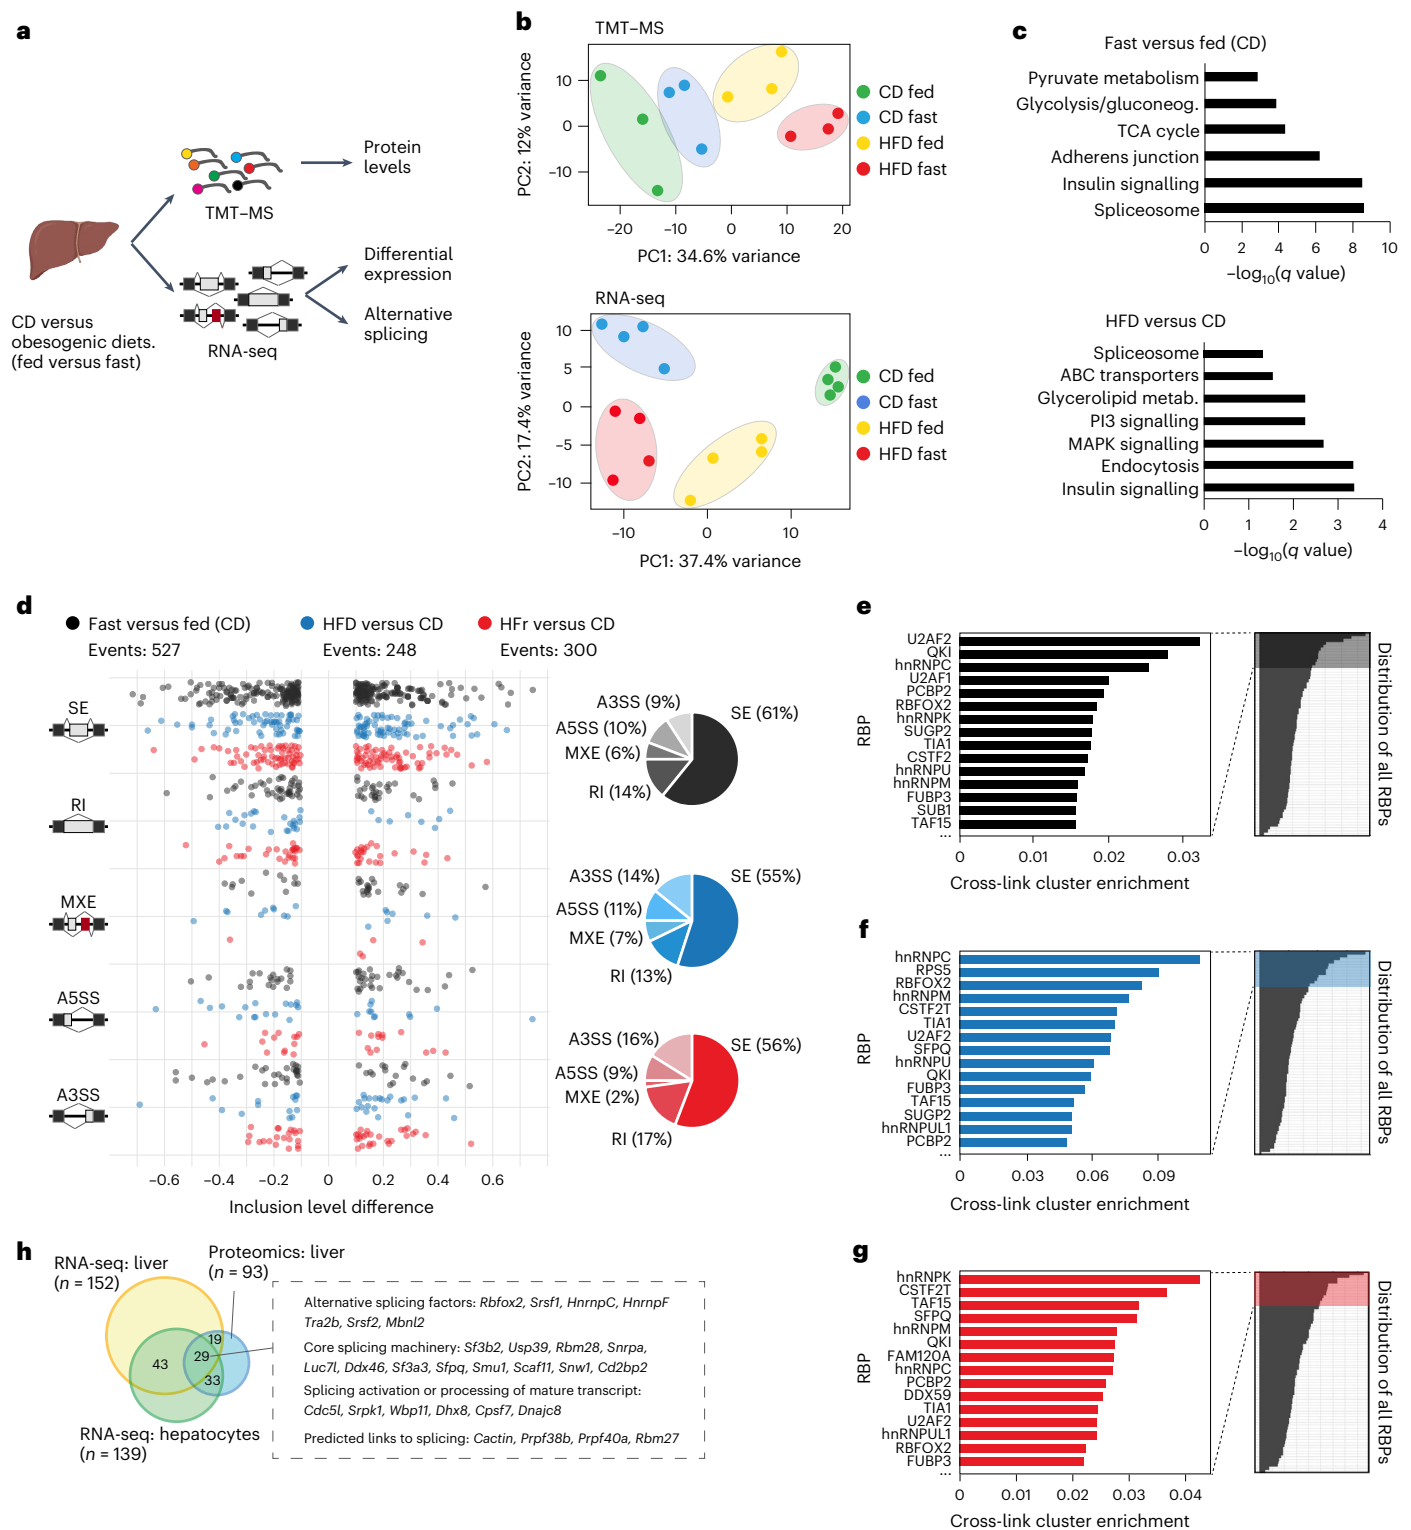 a
TMT–MS
Protein
levels
Differential
expression
Alternative
splicing
RNA-seq
CD versus
obesogenic diets.
(fed versus fast)
b
TMT–MS
PC2: 12% variance
10
0
−10
−20
−10
0
10
20
PC1: 34.6% variance
CD fed
CD fast
HFD fed
HFD fast
RNA-seq
PC2: 17.4% variance
10
5
0
−5
−10
−10
0
10
PC1: 37.4% variance
CD fed
CD fast
HFD fed
HFD fast
c
Fast versus fed (CD)
Pyruvate metabolism
Glycolysis/gluconeog.
TCA cycle
Adherens junction
Insulin signalling
Spliceosome
0
2
4
6
8
10
−log10(q value)
HFD versus CD
Spliceosome
ABC transporters
Glycerolipid metab.
PI3 signalling
MAPK signalling
Endocytosis
Insulin signalling
0
1
2
3
4
−log10(q value)
d
Fast versus fed (CD)
Events: 527
HFD versus CD
Events: 248
HFr versus CD
Events: 300
SE
RI
MXE
A5SS
A3SS
−0.6
−0.4
−0.2
0
0.2
0.4
0.6
Inclusion level difference
A3SS (9%)
A5SS (10%)
MXE (6%)
RI (14%)
SE (61%)
A3SS (14%)
A5SS (11%)
MXE (7%)
RI (13%)
SE (55%)
A3SS (16%)
A5SS (9%)
MXE (2%)
RI (17%)
SE (56%)
e
RBP
U2AF2
QKI
hnRNPC
U2AF1
PCBP2
RBFOX2
hnRNPK
SUGP2
TIA1
CSTF2
hnRNPU
hnRNPM
FUBP3
SUB1
TAF15
...
0
0.01
0.02
0.03
Cross-link cluster enrichment
Distribution of all RBPs
f
RBP
hnRNPC
RPS5
RBFOX2
hnRNPM
CSTF2T
TIA1
U2AF2
SFPQ
hnRNPU
QKI
FUBP3
TAF15
SUGP2
hnRNPUL1
PCBP2
...
0
0.03
0.06
0.09
Cross-link cluster enrichment
Distribution of all RBPs
g
RBP
hnRNPK
CSTF2T
TAF15
SFPQ
hnRNPM
QKI
FAM120A
hnRNPC
PCBP2
DDX59
TIA1
U2AF2
hnRNPUL1
RBFOX2
FUBP3
...
0
0.01
0.02
0.03
0.04
Cross-link cluster enrichment
Distribution of all RBPs
h
RNA-seq: liver
(n = 152)
Proteomics: liver
(n = 93)
19
29
43
33
RNA-seq: hepatocytes
(n = 139)
Alternative splicing factors: Rbfox2, Srsf1, HnrnpC, HnrnpF
Tra2b, Srsf2, Mbnl2
Core splicing machinery: Sf3b2, Usp39, Rbm28, Snrpa,
Luc7l, Ddx46, Sf3a3, Sfpq, Smu1, Scaf11, Snw1, Cd2bp2
Splicing activation or processing of mature transcript:
Cdc5l, Srpk1, Wbp11, Dhx8, Cpsf7, Dnajc8
Predicted links to splicing: Cactin, Prpf38b, Prpf40a, Rbm27